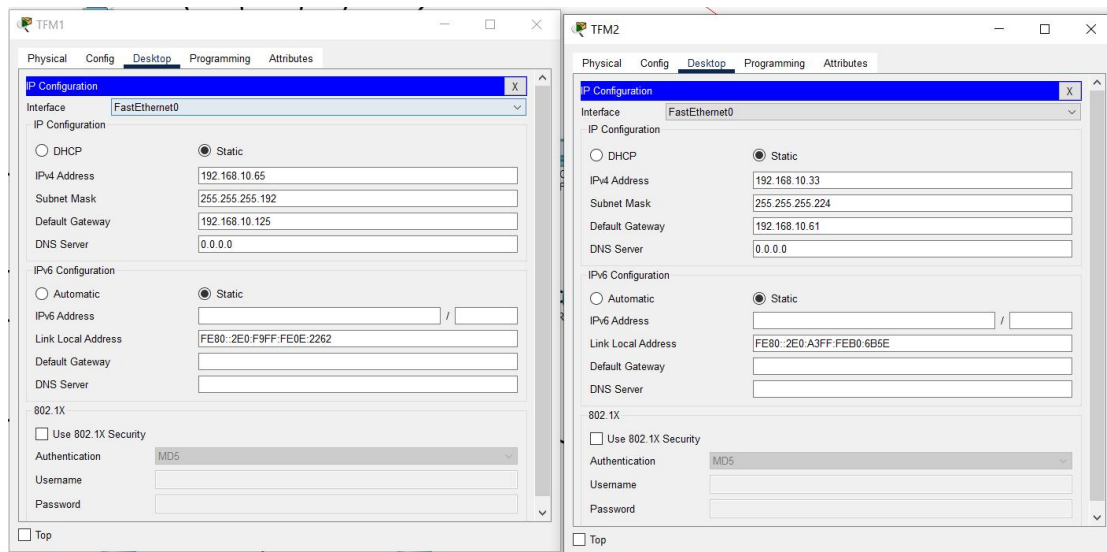 TFM1
Physical Config Desktop Programming Attributes
IP Configuration X
Interface FastEthernet0
IP Configuration
DHCP Static
IPv4 Address 192.168.10.65
Subnet Mask 255.255.255.192
Default Gateway 192.168.10.125
DNS Server 0.0.0.0
IPv6 Configuration
Automatic Static
IPv6 Address /
Link Local Address FE80::2E0:F9FF:FE0E:2262
Default Gateway
DNS Server
802.1X
Use 802.1X Security
Authentication MD5
Username
Password
Top
TFM2
Physical Config Desktop Programming Attributes
IP Configuration X
Interface FastEthernet0
IP Configuration
DHCP Static
IPv4 Address 192.168.10.33
Subnet Mask 255.255.255.224
Default Gateway 192.168.10.61
DNS Server 0.0.0.0
IPv6 Configuration
Automatic Static
IPv6 Address /
Link Local Address FE80::2E0:A3FF:FEB0:6B5E
Default Gateway
DNS Server
802.1X
Use 802.1X Security
Authentication MD5
Username
Password
Top